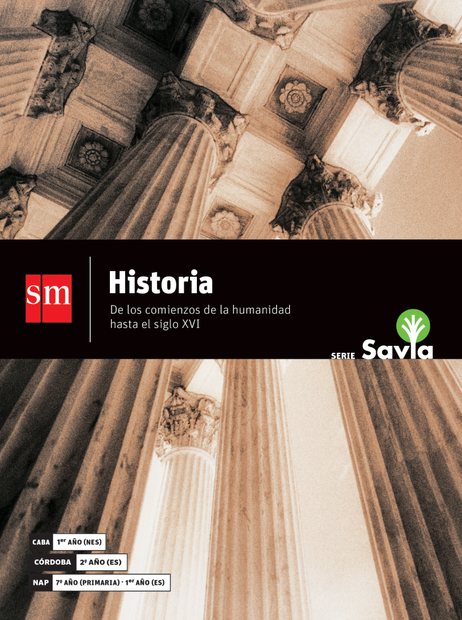 sm
Historia
De los comienzos de la humanidad
hasta el siglo XVI
SERIE Savia
CABA 1er AÑO (NES)
CÓRDOBA 2º AÑO (ES)
NAP 7º AÑO (PRIMARIA) · 1er AÑO (ES)